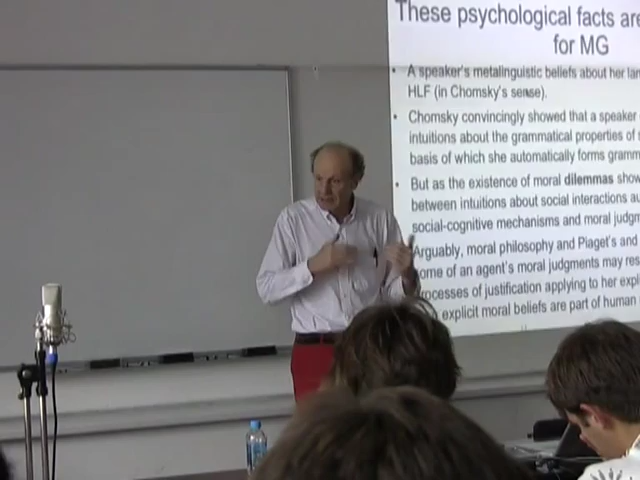 These psychological facts are
for MG
• A speaker's metalinguistic beliefs about her lan
HLF (in Chomsky's sense).
• Chomsky convincingly showed that a speaker
intuitions about the grammatical properties of
basis of which she automatically forms gramm
• But as the existence of moral dilemmas show
between intuitions about social interactions au
social-cognitive mechanisms and moral judgm
Arguably, moral philosophy and Piaget's and
ome of an agent's moral judgments may res
rocesses of justification applying to her expl
explicit moral beliefs are part of human